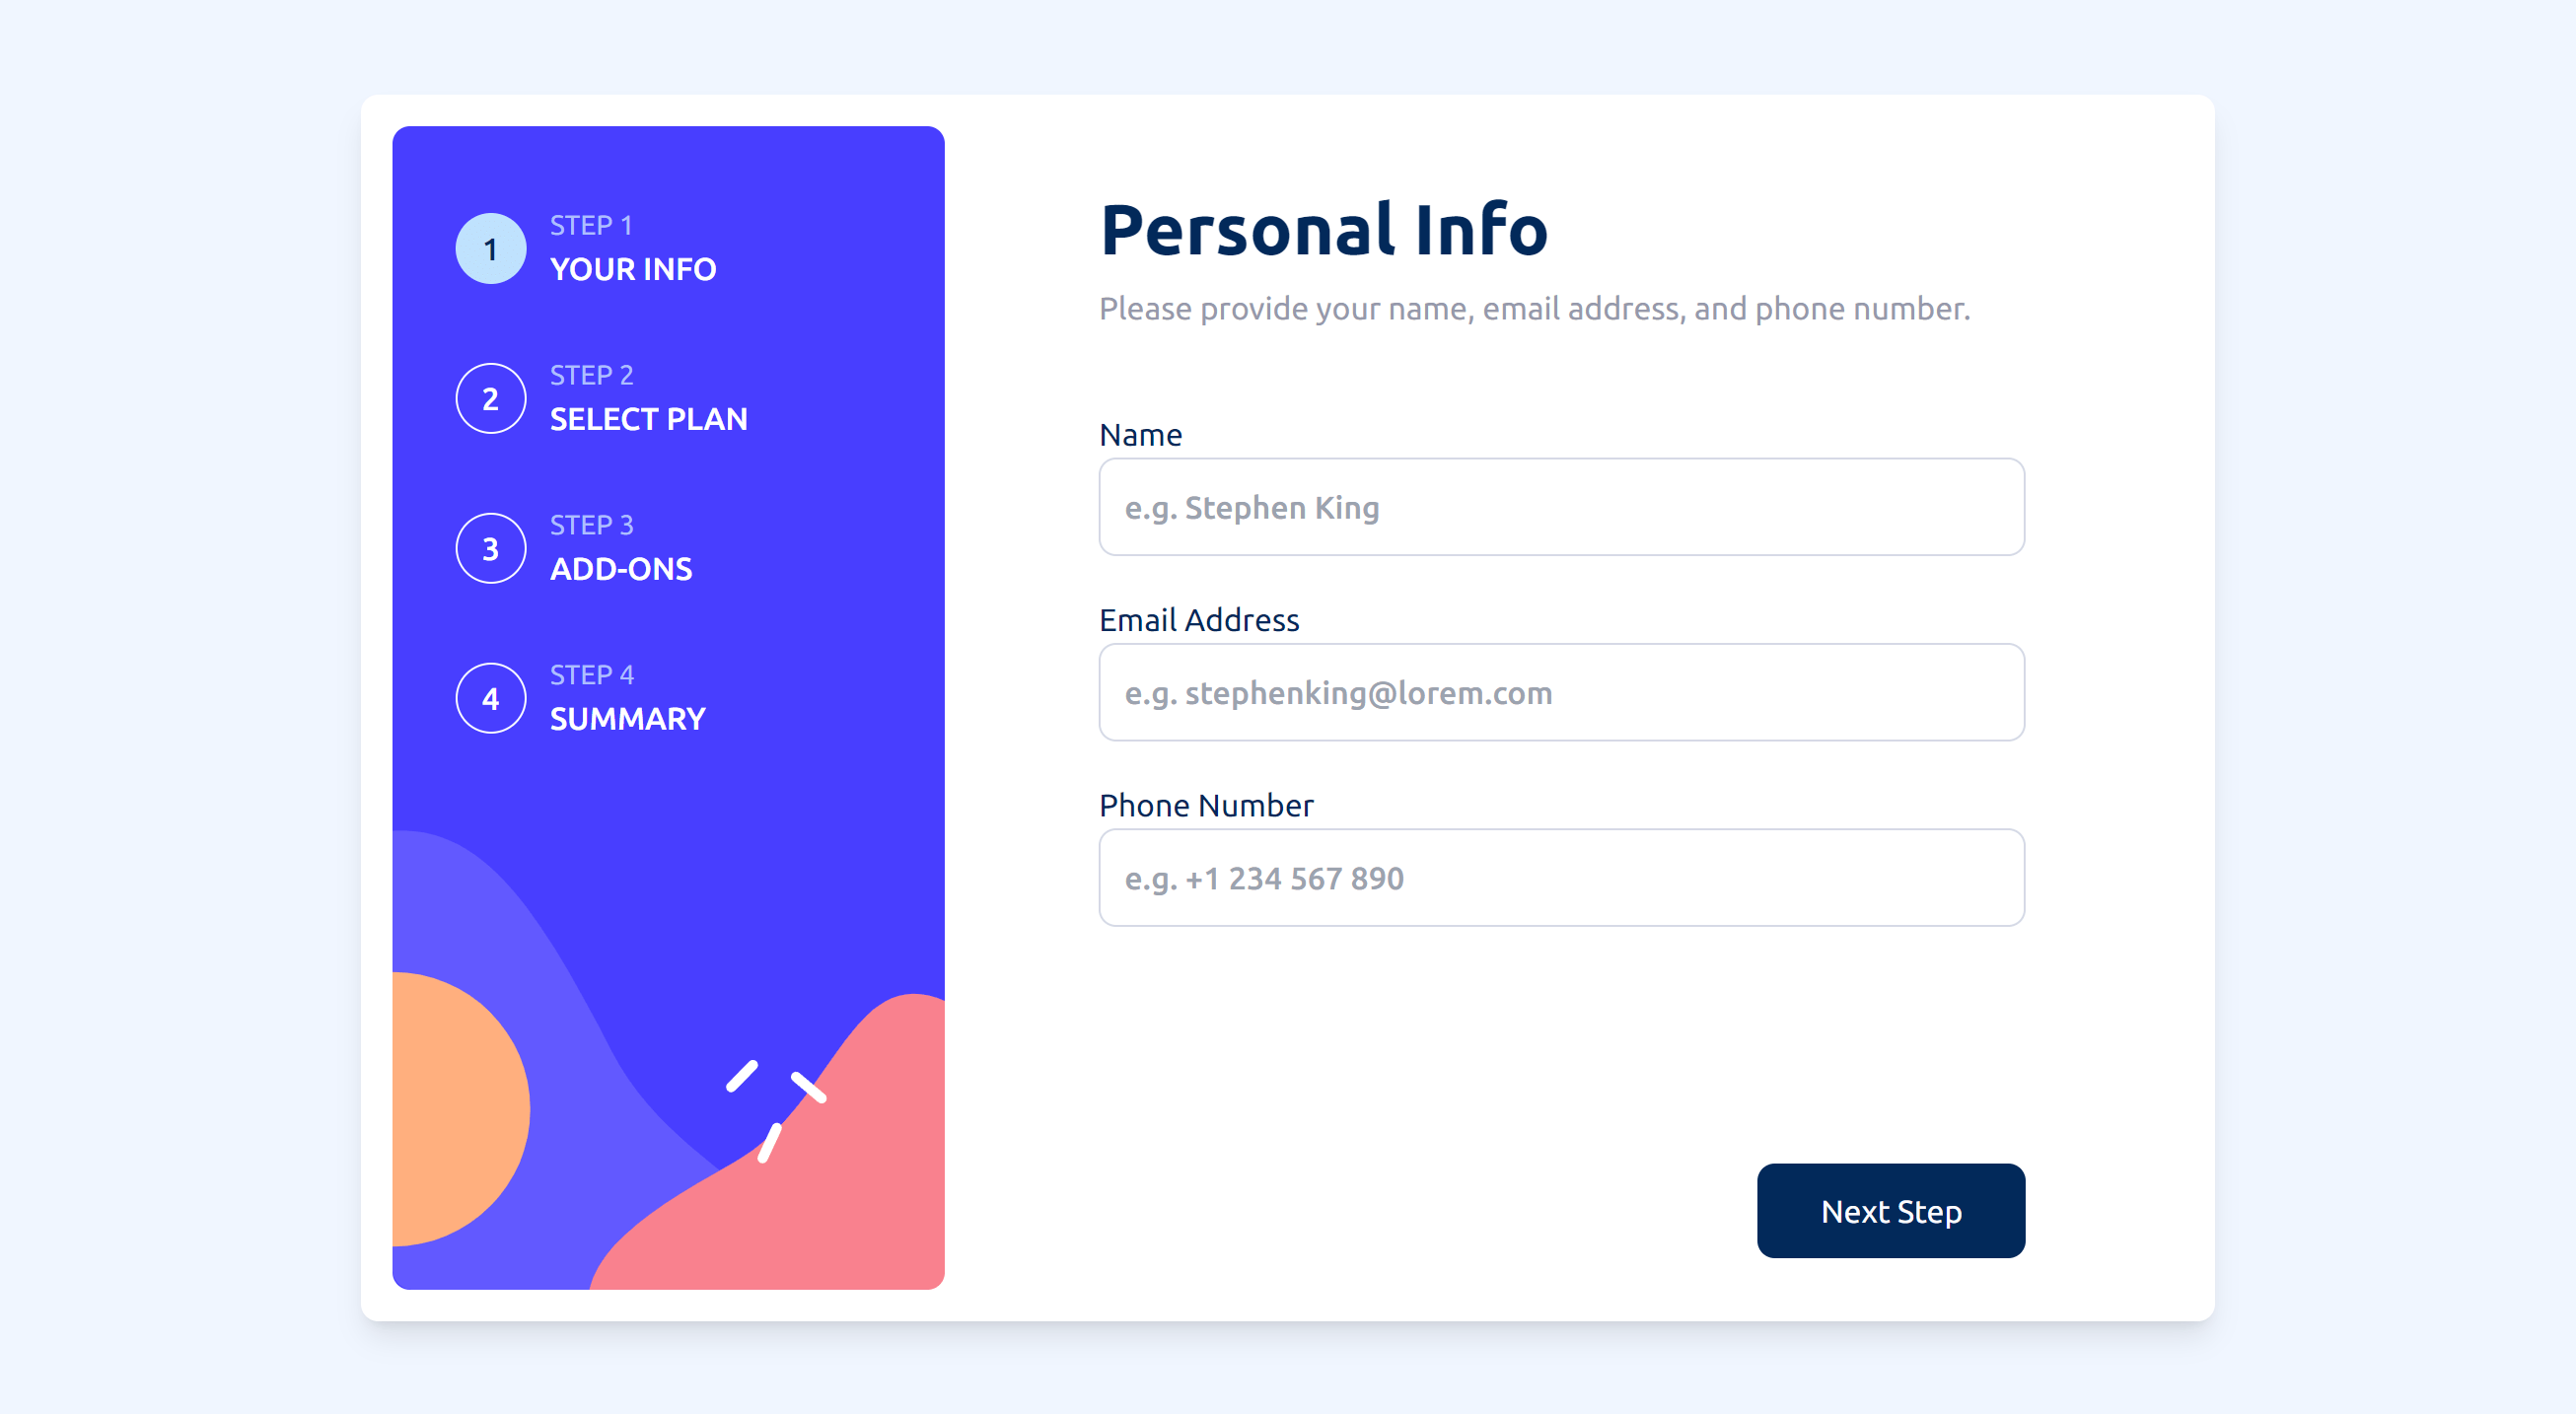 1
STEP 1
YOUR INFO
2
STEP 2
SELECT PLAN
3
STEP 3
ADD-ONS
4
STEP 4
SUMMARY
Personal Info
Please provide your name, email address, and phone number.
Name
e.g. Stephen King
Email Address
e.g. stephenking@lorem.com
Phone Number
e.g. +1 234 567 890
Next Step